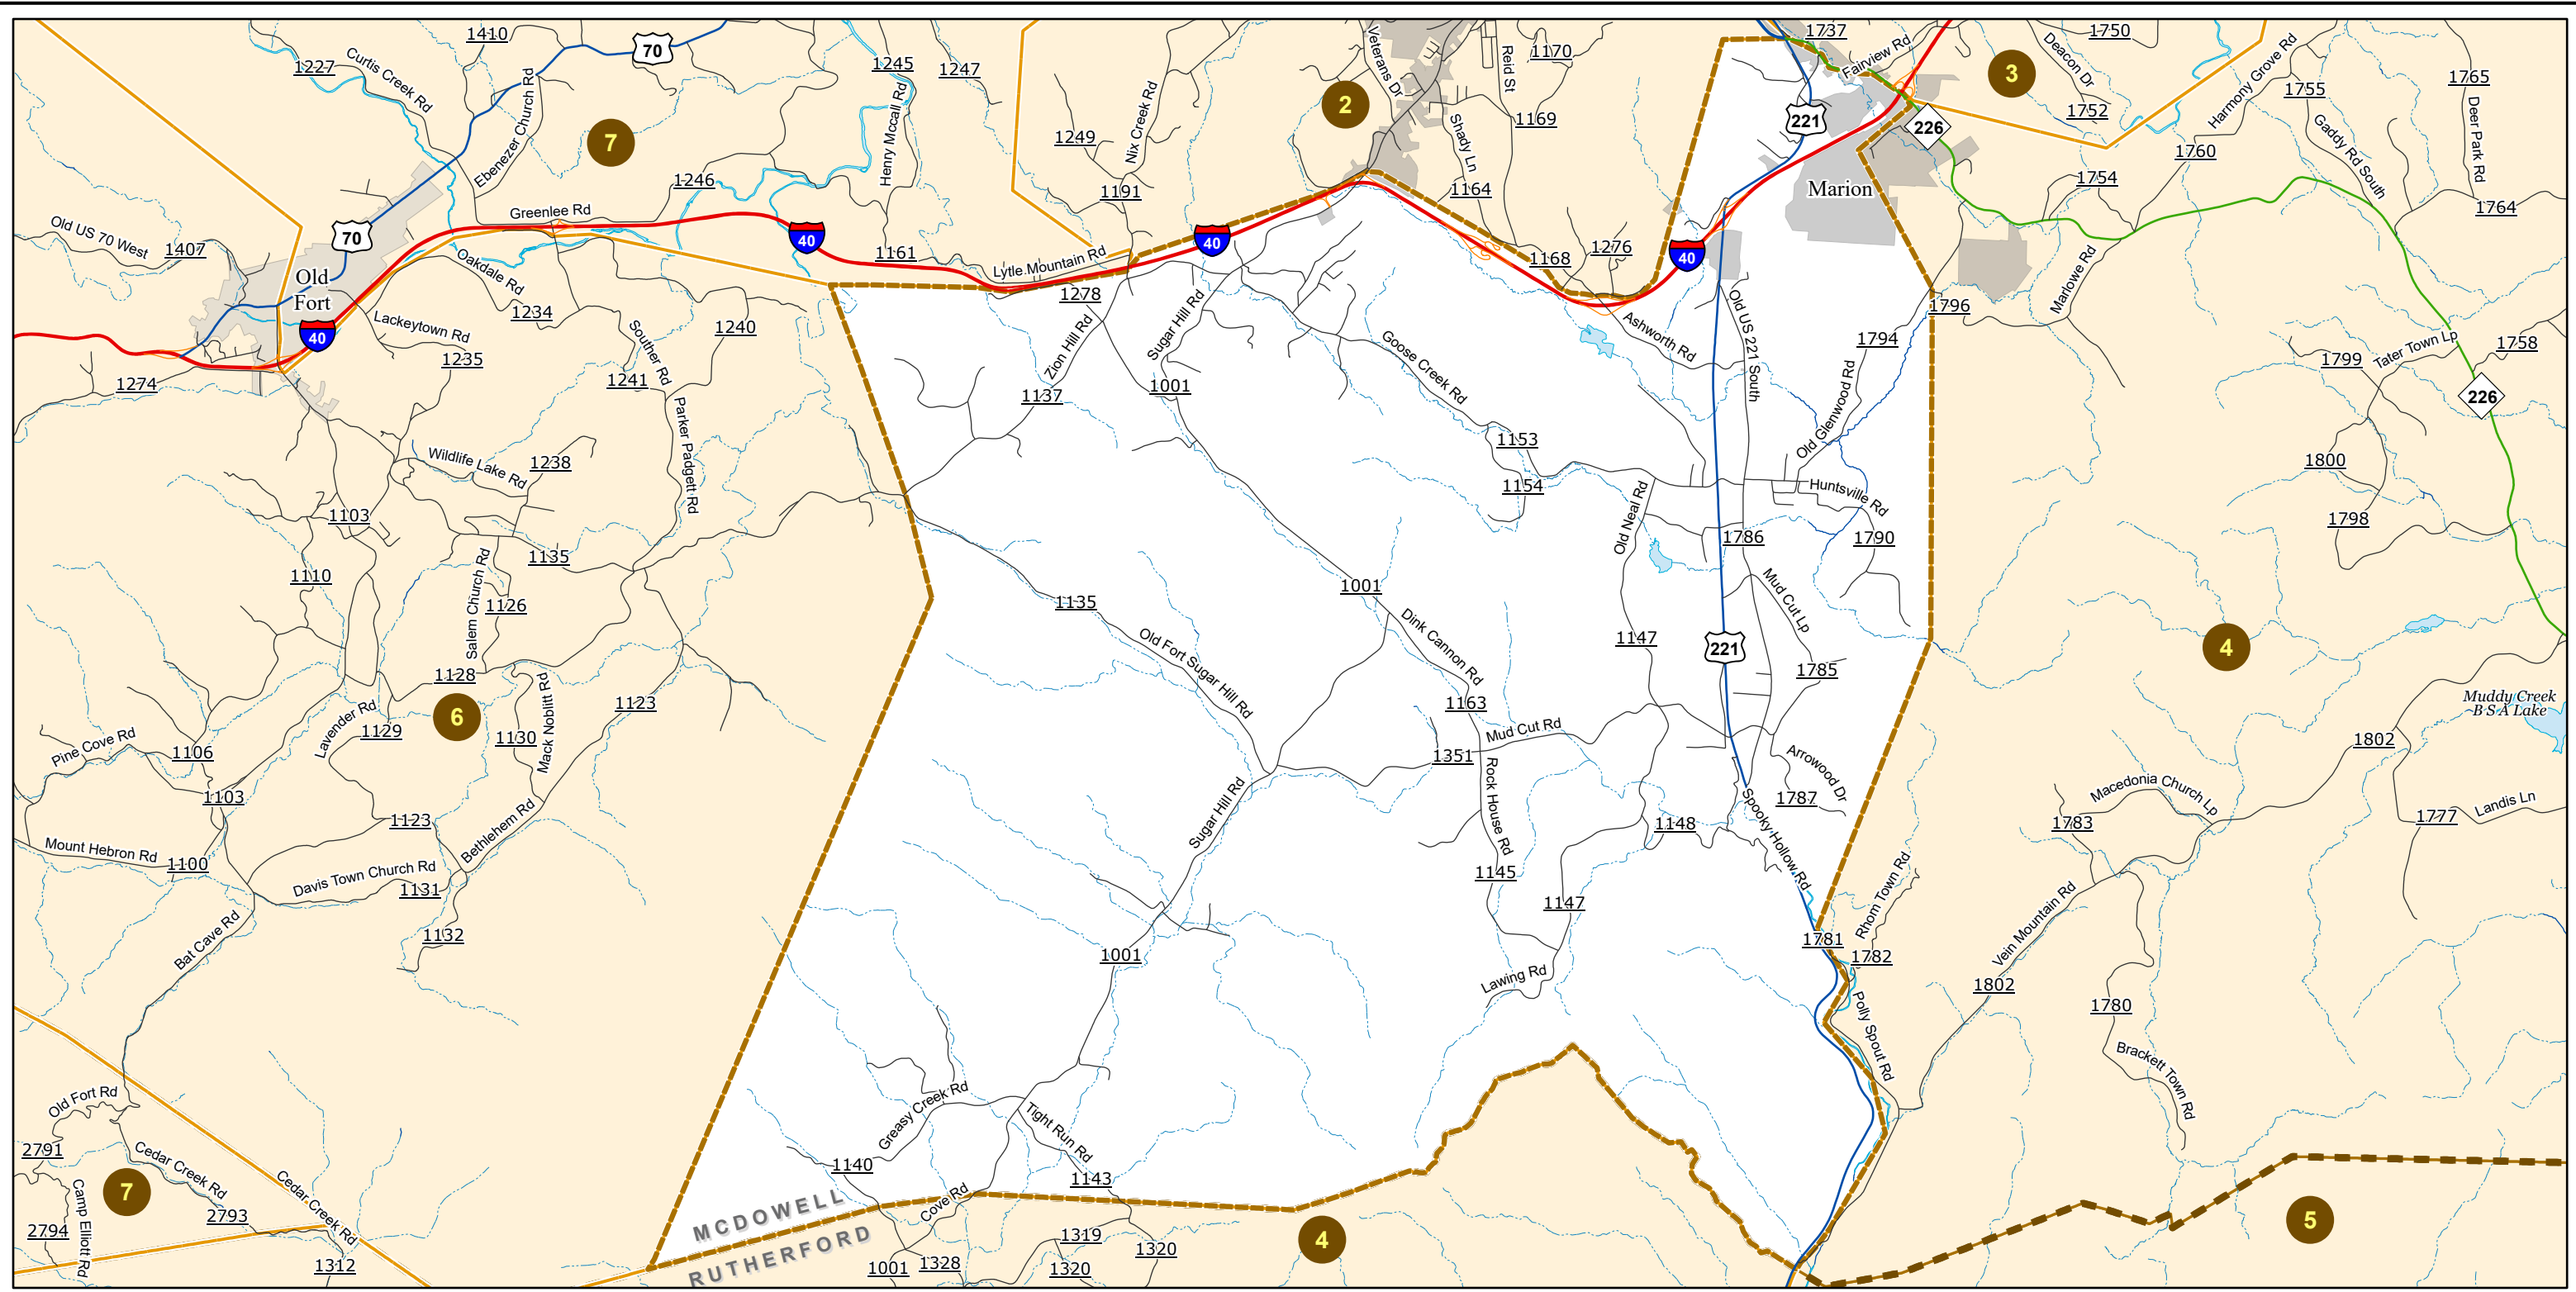 1410
70
1227
Curtis Creek Rd
Ebenezer Church Rd
7
1245
1247
Henry Mccall Rd
1249
Nix Creek Rd
1191
2
Veterans Dr
Reid St
1170
1169
Shady Ln
1164
1737
Fairview Rd
221
226
3
Deacon Dr
1750
1752
Harmony Grove Rd
1755
Gaddy Rd South
1765
Deer Park Rd
1760
1754
1764
Marion
1246
Greenlee Rd
Old US 70 West
1407
70
Old
Fort
40
Oakdale Rd
1234
Lackeytown Rd
1235
1274
40
1161
Lytle Mountain Rd
1278
40
1168
1276
40
1796
Marlowe Rd
1240
Souther Rd
1241
Parker Padgett Rd
Zion Hill Rd
1137
Sugar Hill Rd
1001
Goose Creek Rd
1153
1154
Ashworth Rd
Old US 221 South
1794
Old Glenwood Rd
Tater Town Lp
1799
1758
226
1800
1798
Wildlife Lake Rd
1238
1103
1135
1110
Salem Church Rd
1126
1128
Old Neal Rd
Huntsville Rd
1786
1790
1135
Old Fort Sugar Hill Rd
1001
Dink Cannon Rd
1163
1147
Mud Cut Lp
221
1785
4
Muddy Creek
B S A Lake
6
Lavender Rd
1129
1130
Mack Noblitt Rd
1123
Pine Cove Rd
1106
1103
1351
Mud Cut Rd
Arrowood Dr
1787
1802
Macedonia Church Lp
1783
1777
Landis Ln
Mount Hebron Rd
1100
1123
Bethlehem Rd
Davis Town Church Rd
1131
1132
Bat Cave Rd
Sugar Hill Rd
Rock House Rd
1145
1148
Spooky Hollow Rd
1147
1001
Lawing Rd
1781
Rhom Town Rd
1782
Vein Mountain Rd
1802
Polly Spout Rd
1780
Brackett Town Rd
Old Fort Rd
2791
Cedar Creek Rd
7
2793
Camp Elliott Rd
2794
Cedar Creek Rd
1312
Greasy Creek Rd
1140
Tight Run Rd
1143
MCDOWELL
RUTHERFORD
Cove Rd
1001
1328
1319
1320
1320
4
5